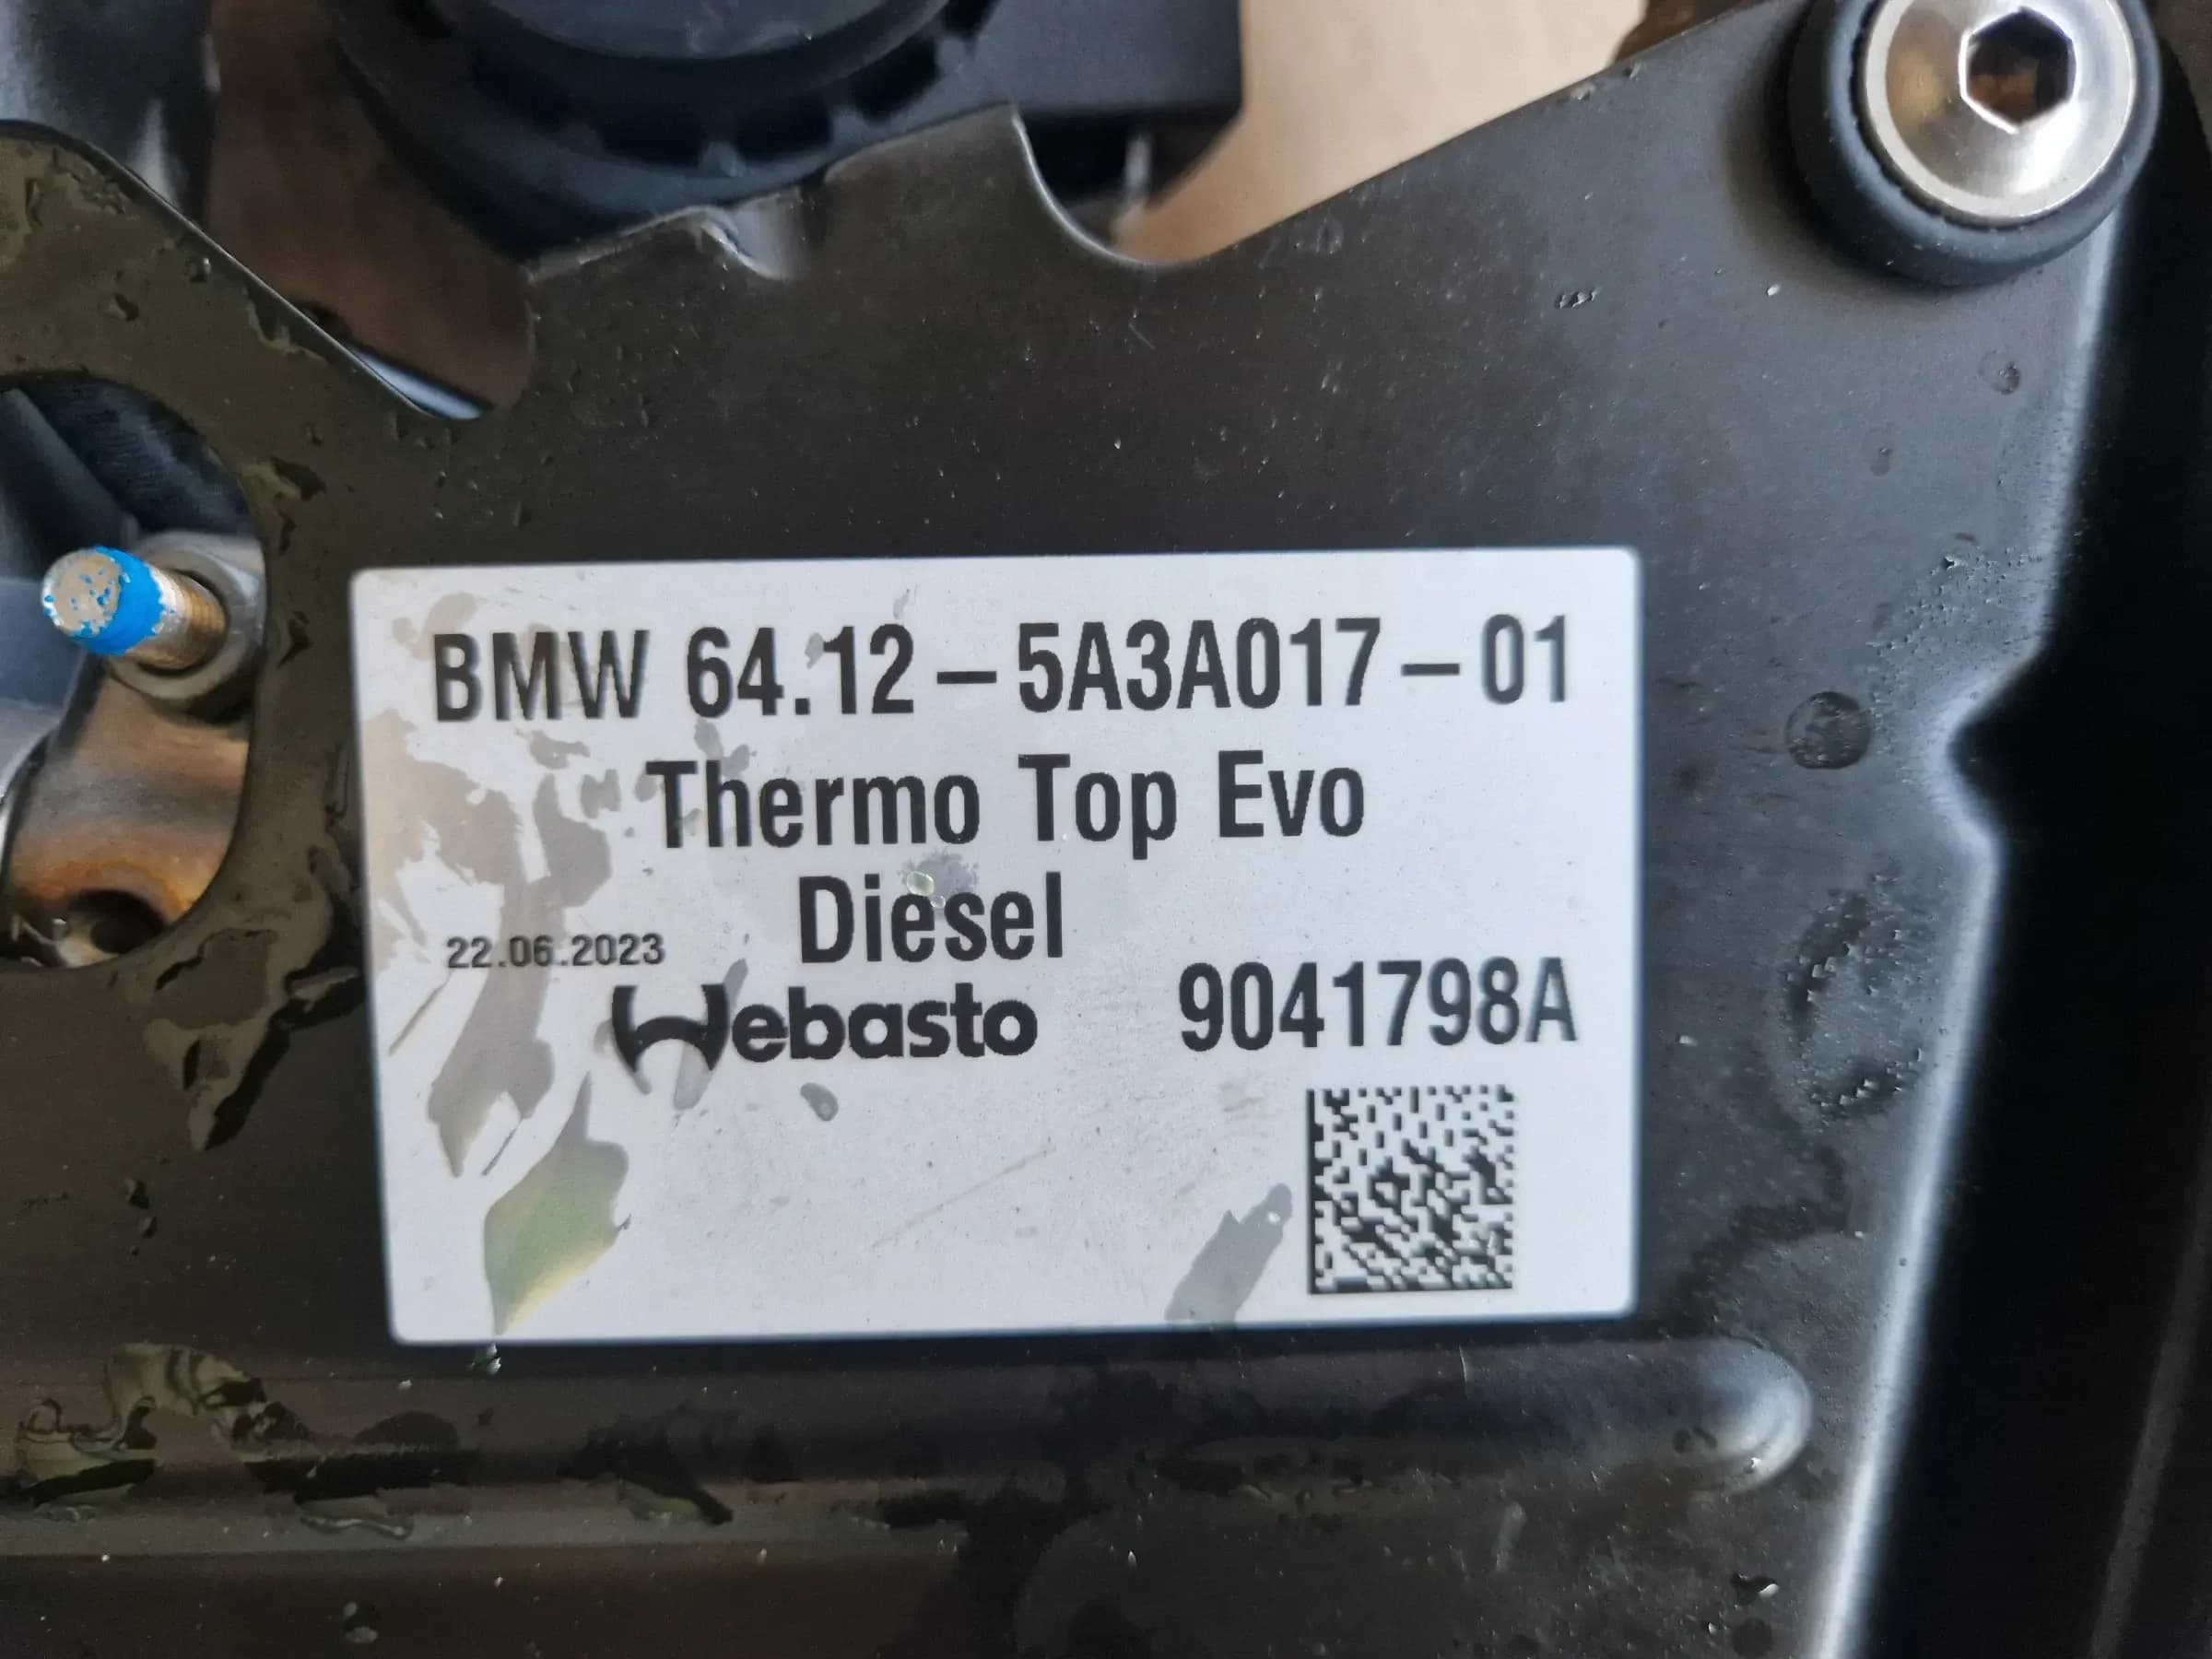 BMW 64.12-5A3A017-01
Thermo Top Evo
Diesel
22.06.2023
Webasto 9041798A